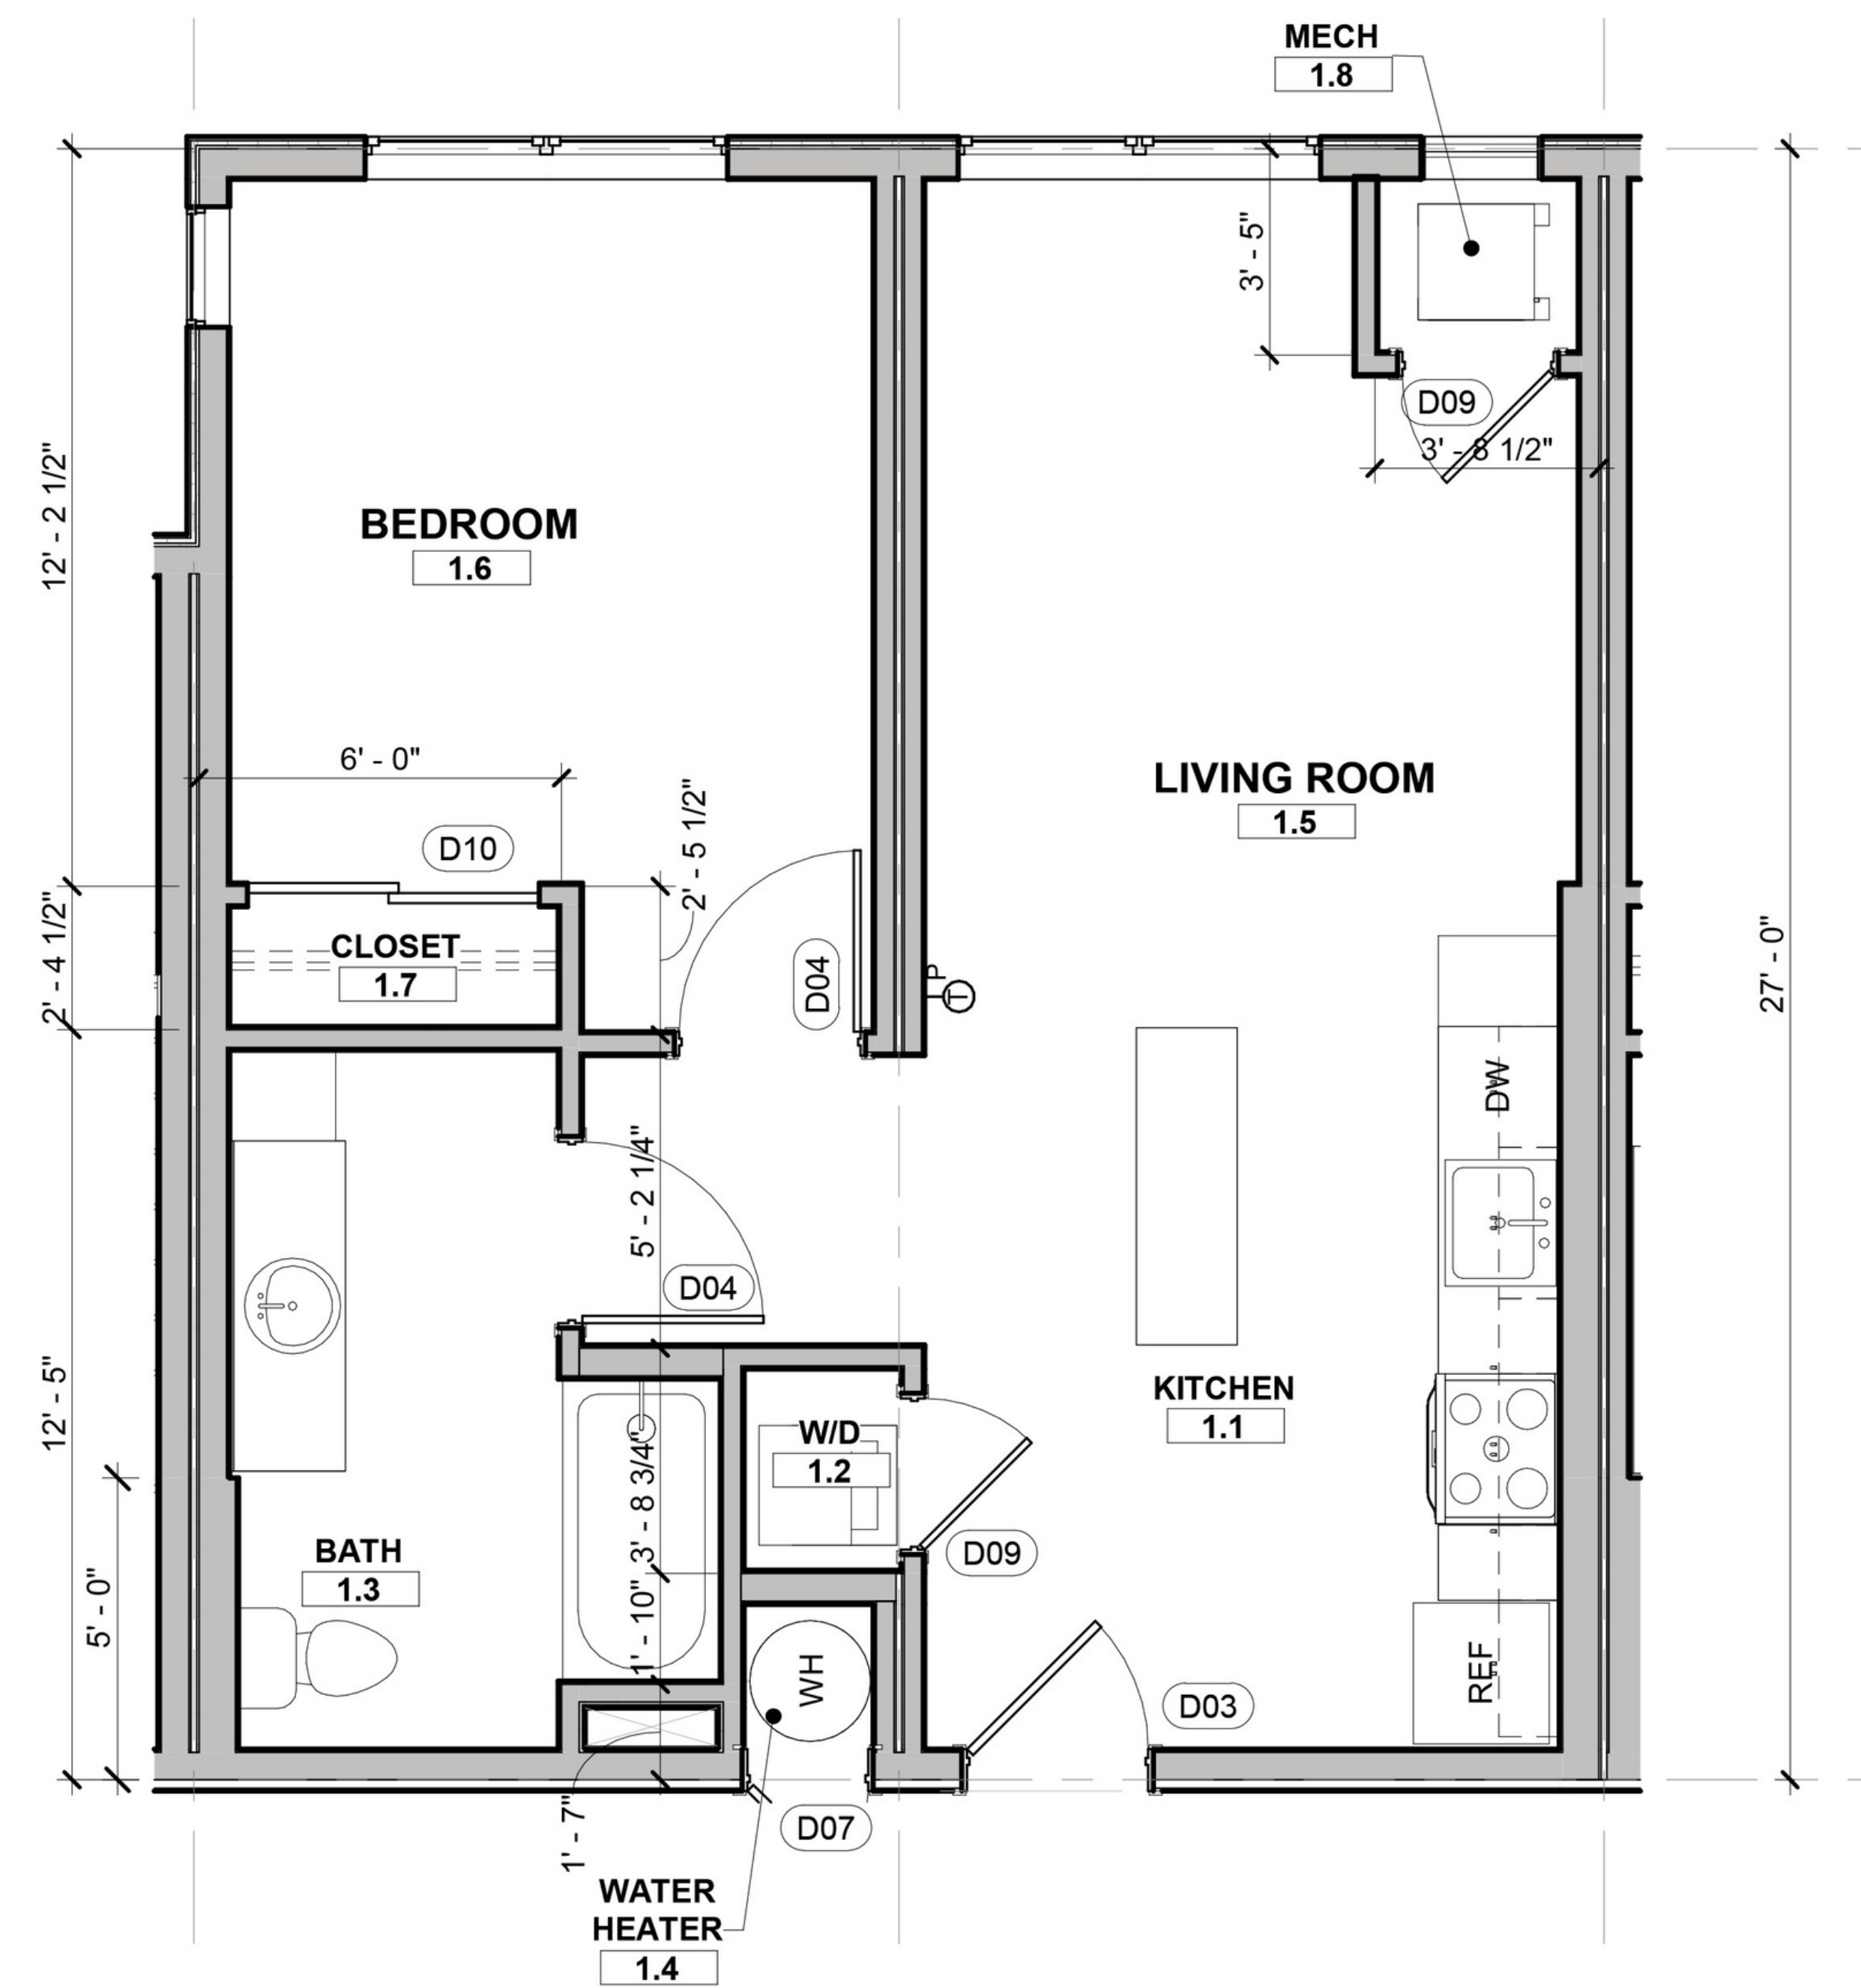 MECH
1.8
3' - 5"
D09
3' - 8 1/2"
12' - 2 1/2"
BEDROOM
1.6
6' - 0"
D10
2' - 5 1/2"
LIVING ROOM
1.5
CLOSET
1.7
2' - 4 1/2"
D04
P
T
27' - 0"
DW
5' - 2 1/4"
D04
KITCHEN
1.1
12' - 5"
W/D
1.2
3' - 8 3/4"
D09
BATH
1.3
5' - 0"
1' - 10"
WH
REF
D03
D07
1' - 7"
WATER
HEATER
1.4